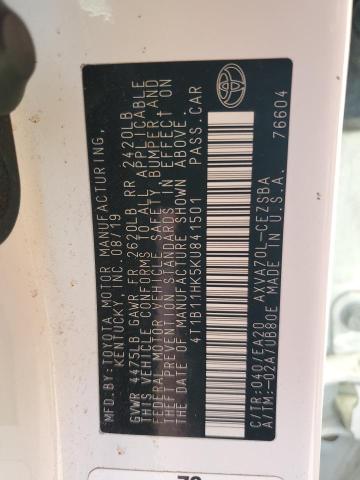 MFD.BY:TOYOTA MOTOR MANUFACTURING,
KENTUCKY, INC. 08/19
GVWR 4475LB GAWR FR 2620LB RR 2420LB
THIS VEHICLE CONFORMS TO ALL APPLICABLE
FEDERAL MOTOR VEHICLE SAFETY, BUMPER AND
THEFT PREVENTION STANDARDS IN EFFECT ON
THE DATE OF MANUFACTURE SHOWN ABOVE.
4T1B11HK5KU841501 PASS.CAR
C/TR:040/EA20 AXVA70L-CEZSBA
A/TM:-02A/UB80E MADE IN U.S.A. 76604